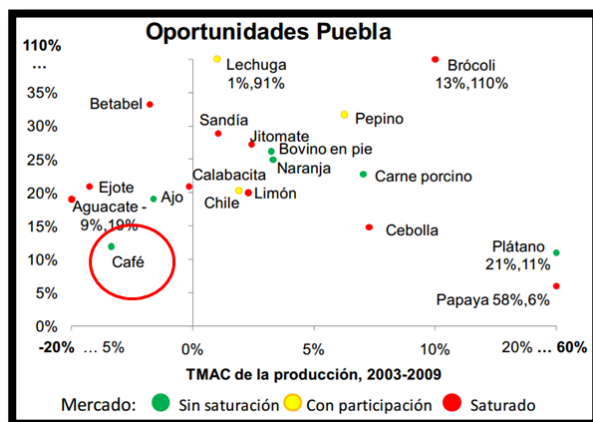 Oportunidades Puebla
110%
...
35%
30%
25%
20%
15%
10%
5%
0%
Lechuga
1%,91%
Brócoli
13%,110%
Betabel
Pepino
Sandía
Jitomate
Bovino en pie
Naranja
Calabacita
Carne porcino
Ejote
Ajo
Aguacate -
9%,19%
Chile
Limón
Cebolla
Café
Plátano
21%,11%
Papaya 58%,6%
-20% ... 5% 0% 5% 10% 20% ... 60%
TMAC de la producción, 2003-2009
Mercado: Sin saturación Con participación Saturado